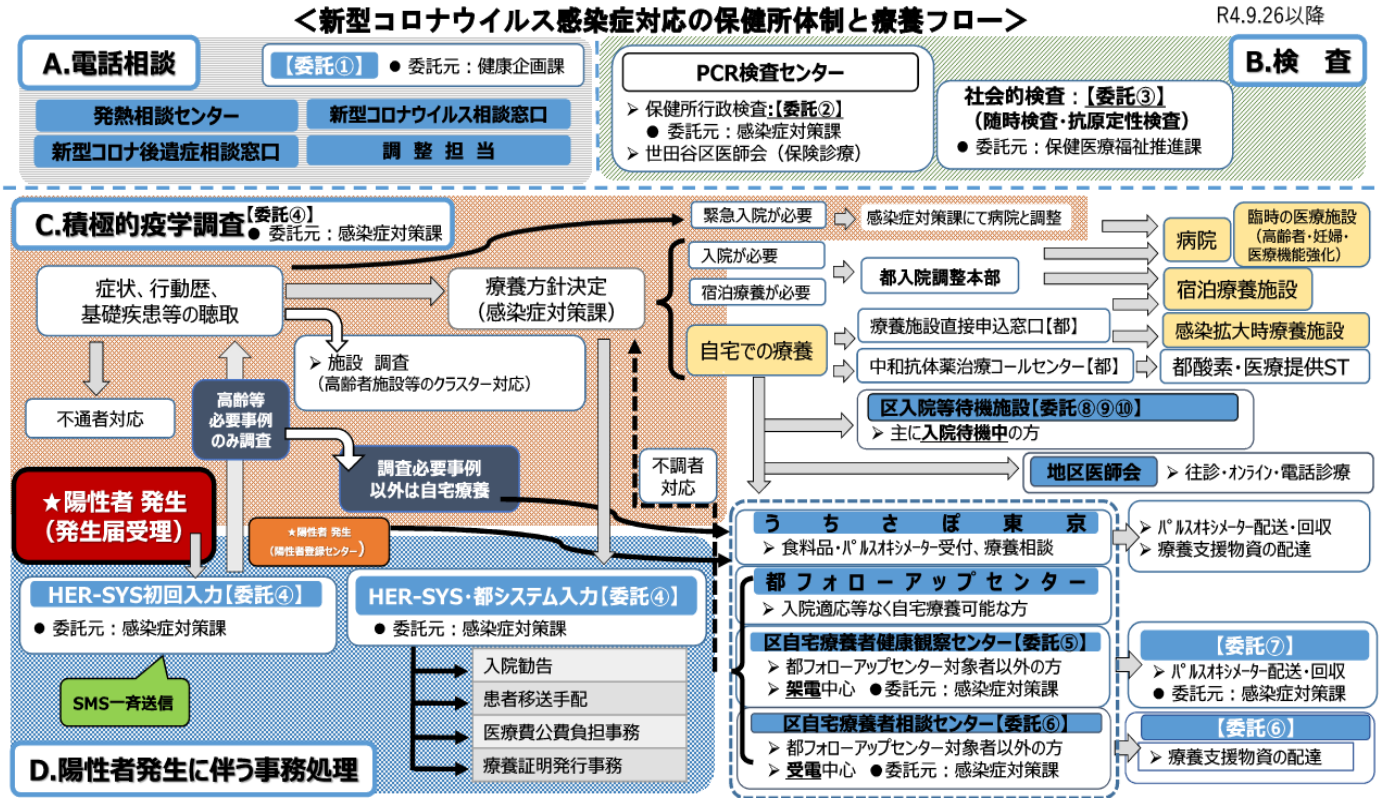 ＜新型コロナウイルス感染症対応の保健所体制と療養フロー＞
R4.9.26以降
A.電話相談
【委託①】 ● 委託元：健康企画課
発熱相談センター
新型コロナウイルス相談窓口
新型コロナ後遺症相談窓口
調 整 担 当
B.検 査
PCR検査センター
➢ 保健所行政検査:【委託②】
● 委託元：感染症対策課
➢ 世田谷区医師会（保険診療）
社会的検査：【委託③】
（随時検査・抗原定性検査）
● 委託元：保健医療福祉推進課
C.積極的疫学調査【委託④】
● 委託元：感染症対策課
症状、行動歴、
基礎疾患等の聴取
療養方針決定
（感染症対策課）
➢ 施設 調査
（高齢者施設等のクラスター対応）
不通者対応
高齢等
必要事例
のみ調査
調査必要事例
以外は自宅療養
不調者
対応
緊急入院が必要
感染症対策課にて病院と調整
入院が必要
宿泊療養が必要
都入院調整本部
自宅での療養
療養施設直接申込窓口【都】
中和抗体薬治療コールセンター【都】
病院
臨時の医療施設
（高齢者・妊婦・
医療機能強化）
宿泊療養施設
感染拡大時療養施設
都酸素・医療提供ST
区入院等待機施設【委託⑧⑨⑩】
➢ 主に入院待機中の方
地区医師会
➢ 往診・オンライン・電話診療
★陽性者 発生
（発生届受理）
★陽性者 発生
（陽性者登録センター）
HER-SYS初回入力【委託④】
● 委託元：感染症対策課
SMS一斉送信
HER-SYS・都システム入力【委託④】
● 委託元：感染症対策課
入院勧告
患者移送手配
医療費公費負担事務
療養証明発行事務
D.陽性者発生に伴う事務処理
うちさぽ東京
➢ 食料品・パルスオキシメーター受付、療養相談
➢ パルスオキシメーター配送・回収
➢ 療養支援物資の配達
都フォローアップセンター
➢ 入院適応等なく自宅療養可能な方
区自宅療養者健康観察センター【委託⑤】
➢ 都フォローアップセンター対象者以外の方
➢ 架電中心 ●委託元：感染症対策課
【委託⑦】
➢ パルスオキシメーター配送・回収
● 委託元：感染症対策課
区自宅療養者相談センター【委託⑥】
➢ 都フォローアップセンター対象者以外の方
➢ 受電中心 ●委託元：感染症対策課
【委託⑥】
➢ 療養支援物資の配達